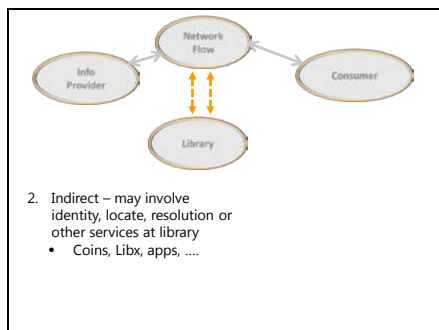 Network
Flow
Info
Provider
Consumer
Library
2. Indirect – may involve
identity, locate, resolution or
other services at library
• Coins, Libx, apps, ....